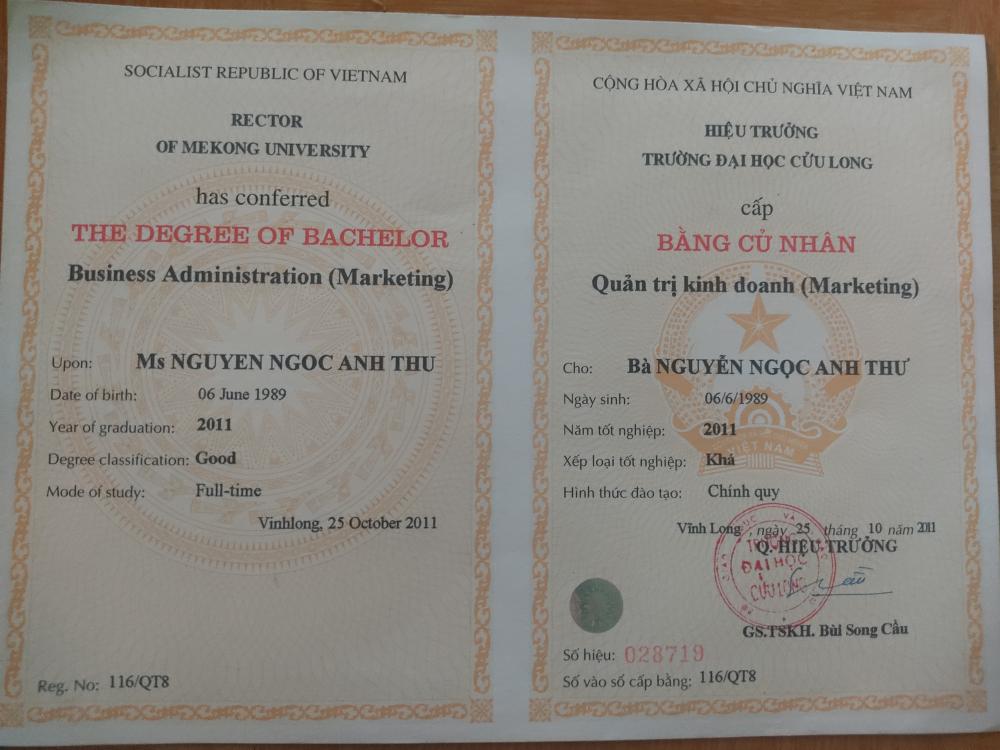 SOCIALIST REPUBLIC OF VIETNAM
RECTOR
OF MEKONG UNIVERSITY
has conferred
THE DEGREE OF BACHELOR
Business Administration (Marketing)
Upon: Ms NGUYEN NGOC ANH THU
Date of birth: 06 June 1989
Year of graduation: 2011
Degree classification: Good
Mode of study: Full-time
Vinhlong, 25 October 2011
Reg. No: 116/QT8
CỘNG HÒA XÃ HỘI CHỦ NGHĨA VIỆT NAM
HIỆU TRƯỞNG
TRƯỜNG ĐẠI HỌC CỬU LONG
cấp
BẰNG CỬ NHÂN
Quản trị kinh doanh (Marketing)
Cho: Bà NGUYỄN NGỌC ANH THƯ
Ngày sinh: 06/6/1989
Năm tốt nghiệp: 2011
VIỆT NAM
Xếp loại tốt nghiệp: Khá
Hình thức đào tạo: Chính quy
Vĩnh Long , ngày 25 tháng 10 năm 2011
Q. HIỆU TRƯỞNG
TRƯỜNG
ĐẠI HỌC
CỬU LONG
GS.TSKH. Bùi Song Cầu
Số hiệu: 028719
Số vào sổ cấp bằng: 116/QT8